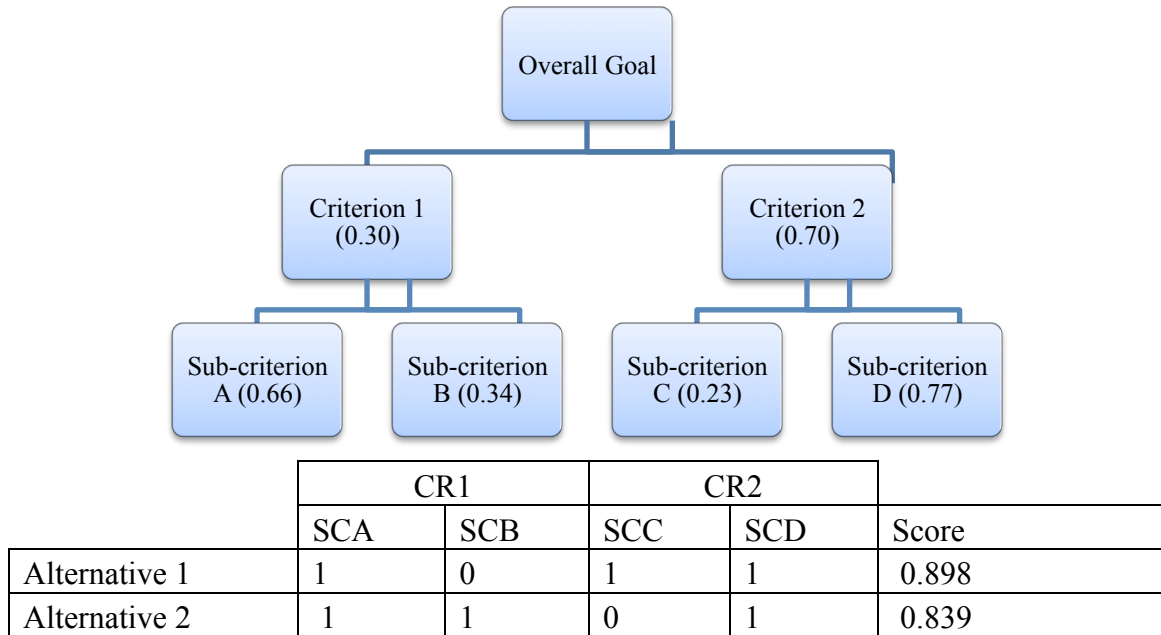 Overall Goal
Criterion 1
(0.30)
Criterion 2
(0.70)
Sub-criterion
A (0.66)
Sub-criterion
B (0.34)
Sub-criterion
C (0.23)
Sub-criterion
D (0.77)
CR1 CR2
SCA SCB SCC SCD Score
Alternative 1 1 0 1 1 0.898
Alternative 2 1 1 0 1 0.839